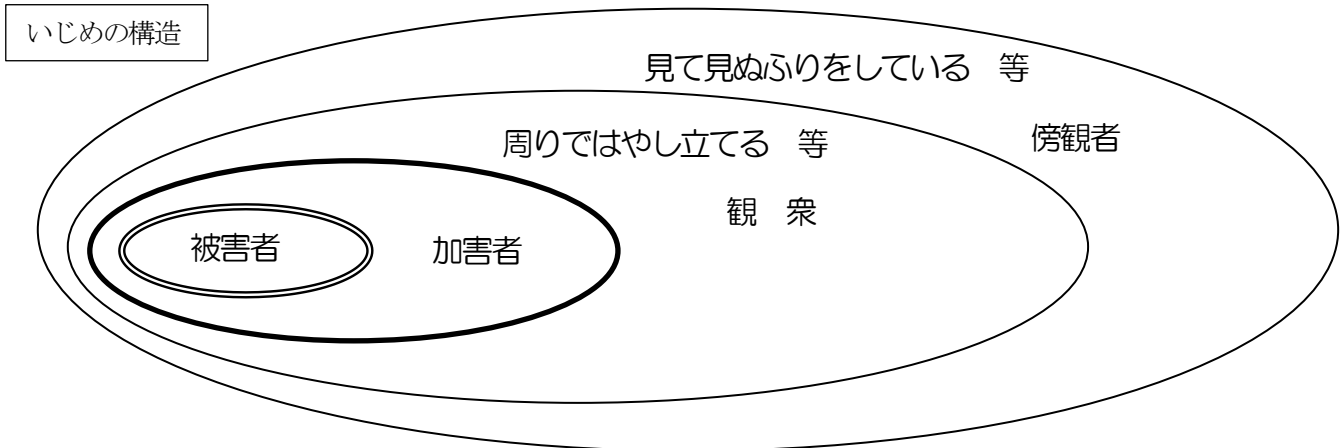 いじめの構造
見て見ぬふりをしている　等
傍観者
周りではやし立てる　等
観　衆
被害者
加害者